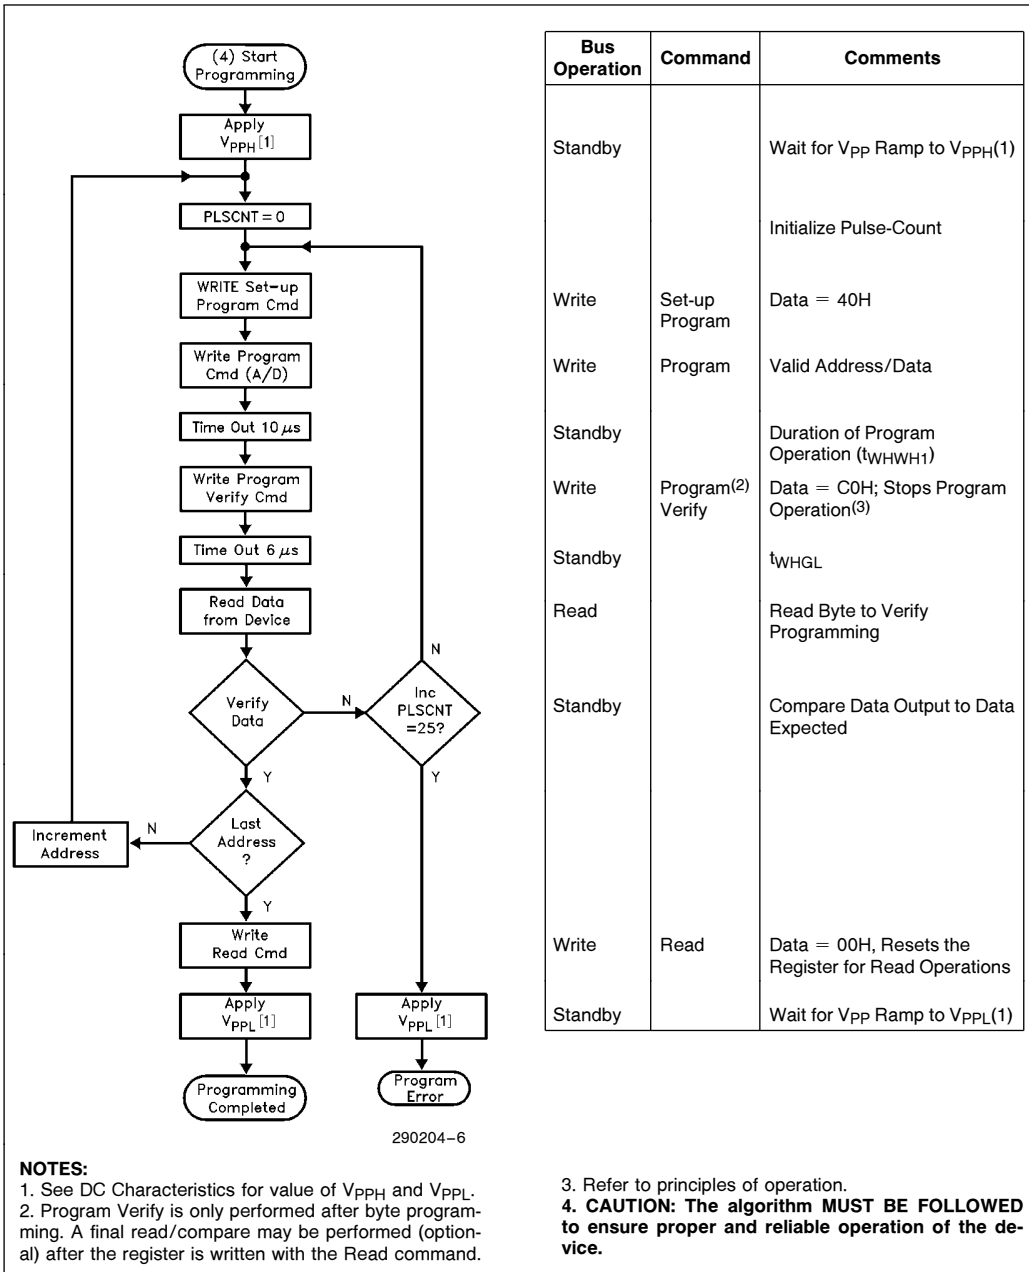 (4) Start
Programming
Apply
VPPH [1]
PLSCNT = 0
WRITE Set-up
Program Cmd
Write Program
Cmd (A/D)
Time Out 10 μs
Write Program
Verify Cmd
Time Out 6 μs
Read Data
from Device
Verify
Data
N
Inc
PLSCNT
=25?
N
Y
Y
Last
Address
?
N
Increment
Address
Y
Write
Read Cmd
Apply
VPPL [1]
Programming
Completed
Apply
VPPL [1]
Program
Error
290204–6
Bus
Operation
Command
Comments
Standby
Wait for VPP Ramp to VPPH(1)
Initialize Pulse-Count
Write
Set-up
Program
Data = 40H
Write
Program
Valid Address/Data
Standby
Duration of Program
Operation (tWHWH1)
Write
Program(2)
Verify
Data = C0H; Stops Program
Operation(3)
Standby
tWHGL
Read
Read Byte to Verify
Programming
Standby
Compare Data Output to Data
Expected
Write
Read
Data = 00H, Resets the
Register for Read Operations
Standby
Wait for VPP Ramp to VPPL(1)
NOTES:
1. See DC Characteristics for value of VPPH and VPPL.
2. Program Verify is only performed after byte program-
ming. A final read/compare may be performed (option-
al) after the register is written with the Read command.
3. Refer to principles of operation.
4. CAUTION: The algorithm MUST BE FOLLOWED
to ensure proper and reliable operation of the de-
vice.